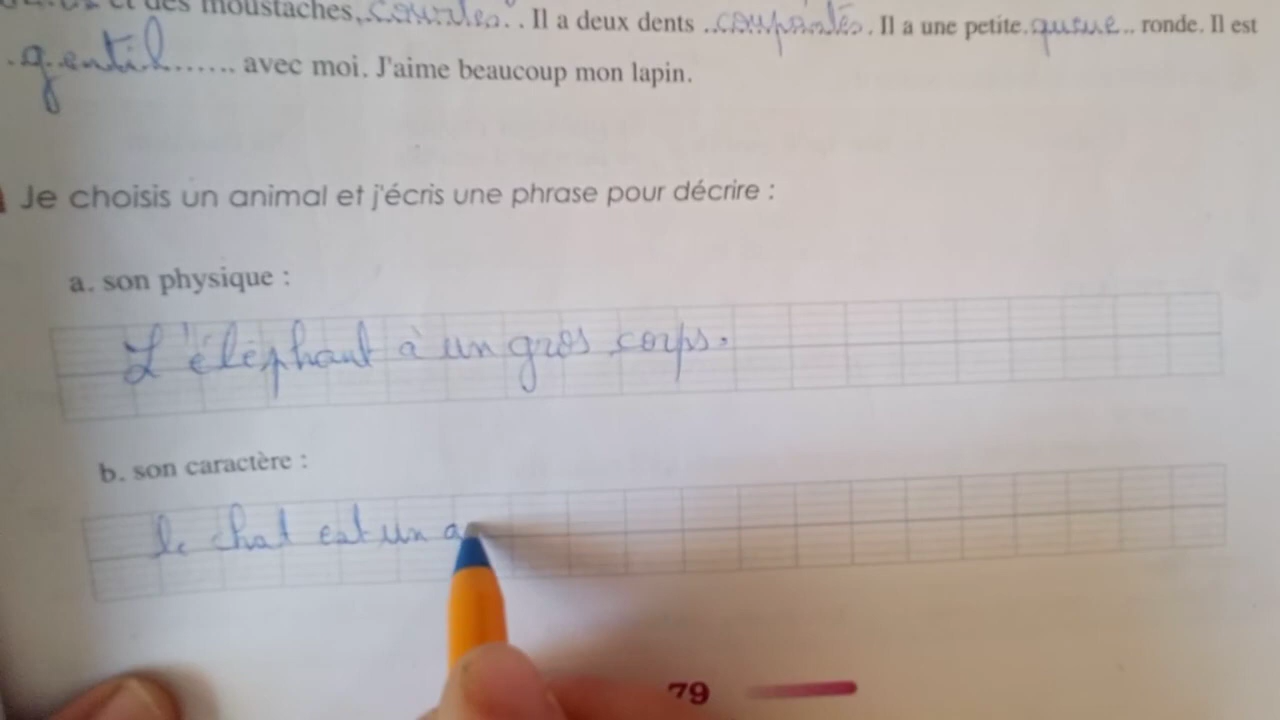 et des moustaches, courtes. . Il a deux dents ... . Il a une petite. queue .. ronde. Il est
. gentil...... avec moi. J'aime beaucoup mon lapin.
Je choisis un animal et j'écris une phrase pour décrire :
a. son physique :
L'éléphant à un gros corps.
b. son caractère :
le chat est un a
79